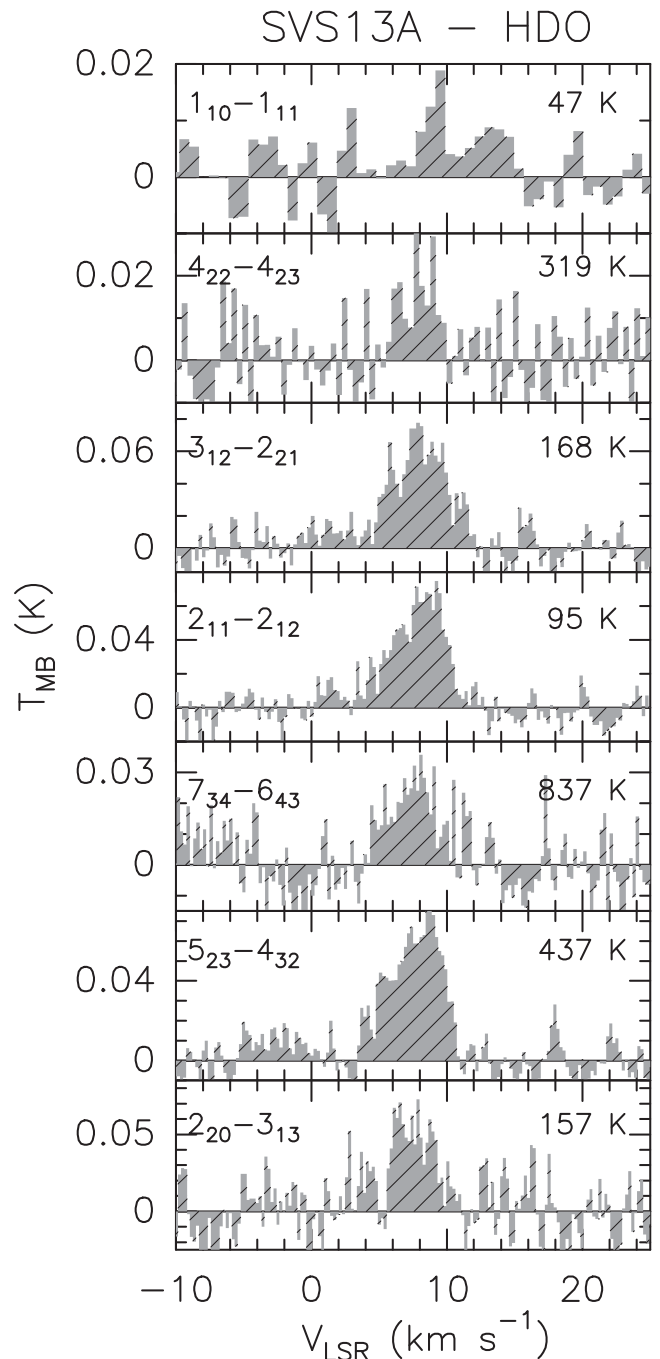 SVS13A – HDO
0.02
1₁₀–1₁₁ 47 K
0
0.02
4₂₂–4₂₃ 319 K
0
0.06
3₁₂–2₂₁ 168 K
0
0.04
2₁₁–2₁₂ 95 K
0
T_MB (K)
0.03
7₃₄–6₄₃ 837 K
0
0.04
5₂₃–4₃₂ 437 K
0
0.05
2₂₀–3₁₃ 157 K
0
−10 0 10 20
V_LSR (km s⁻¹)